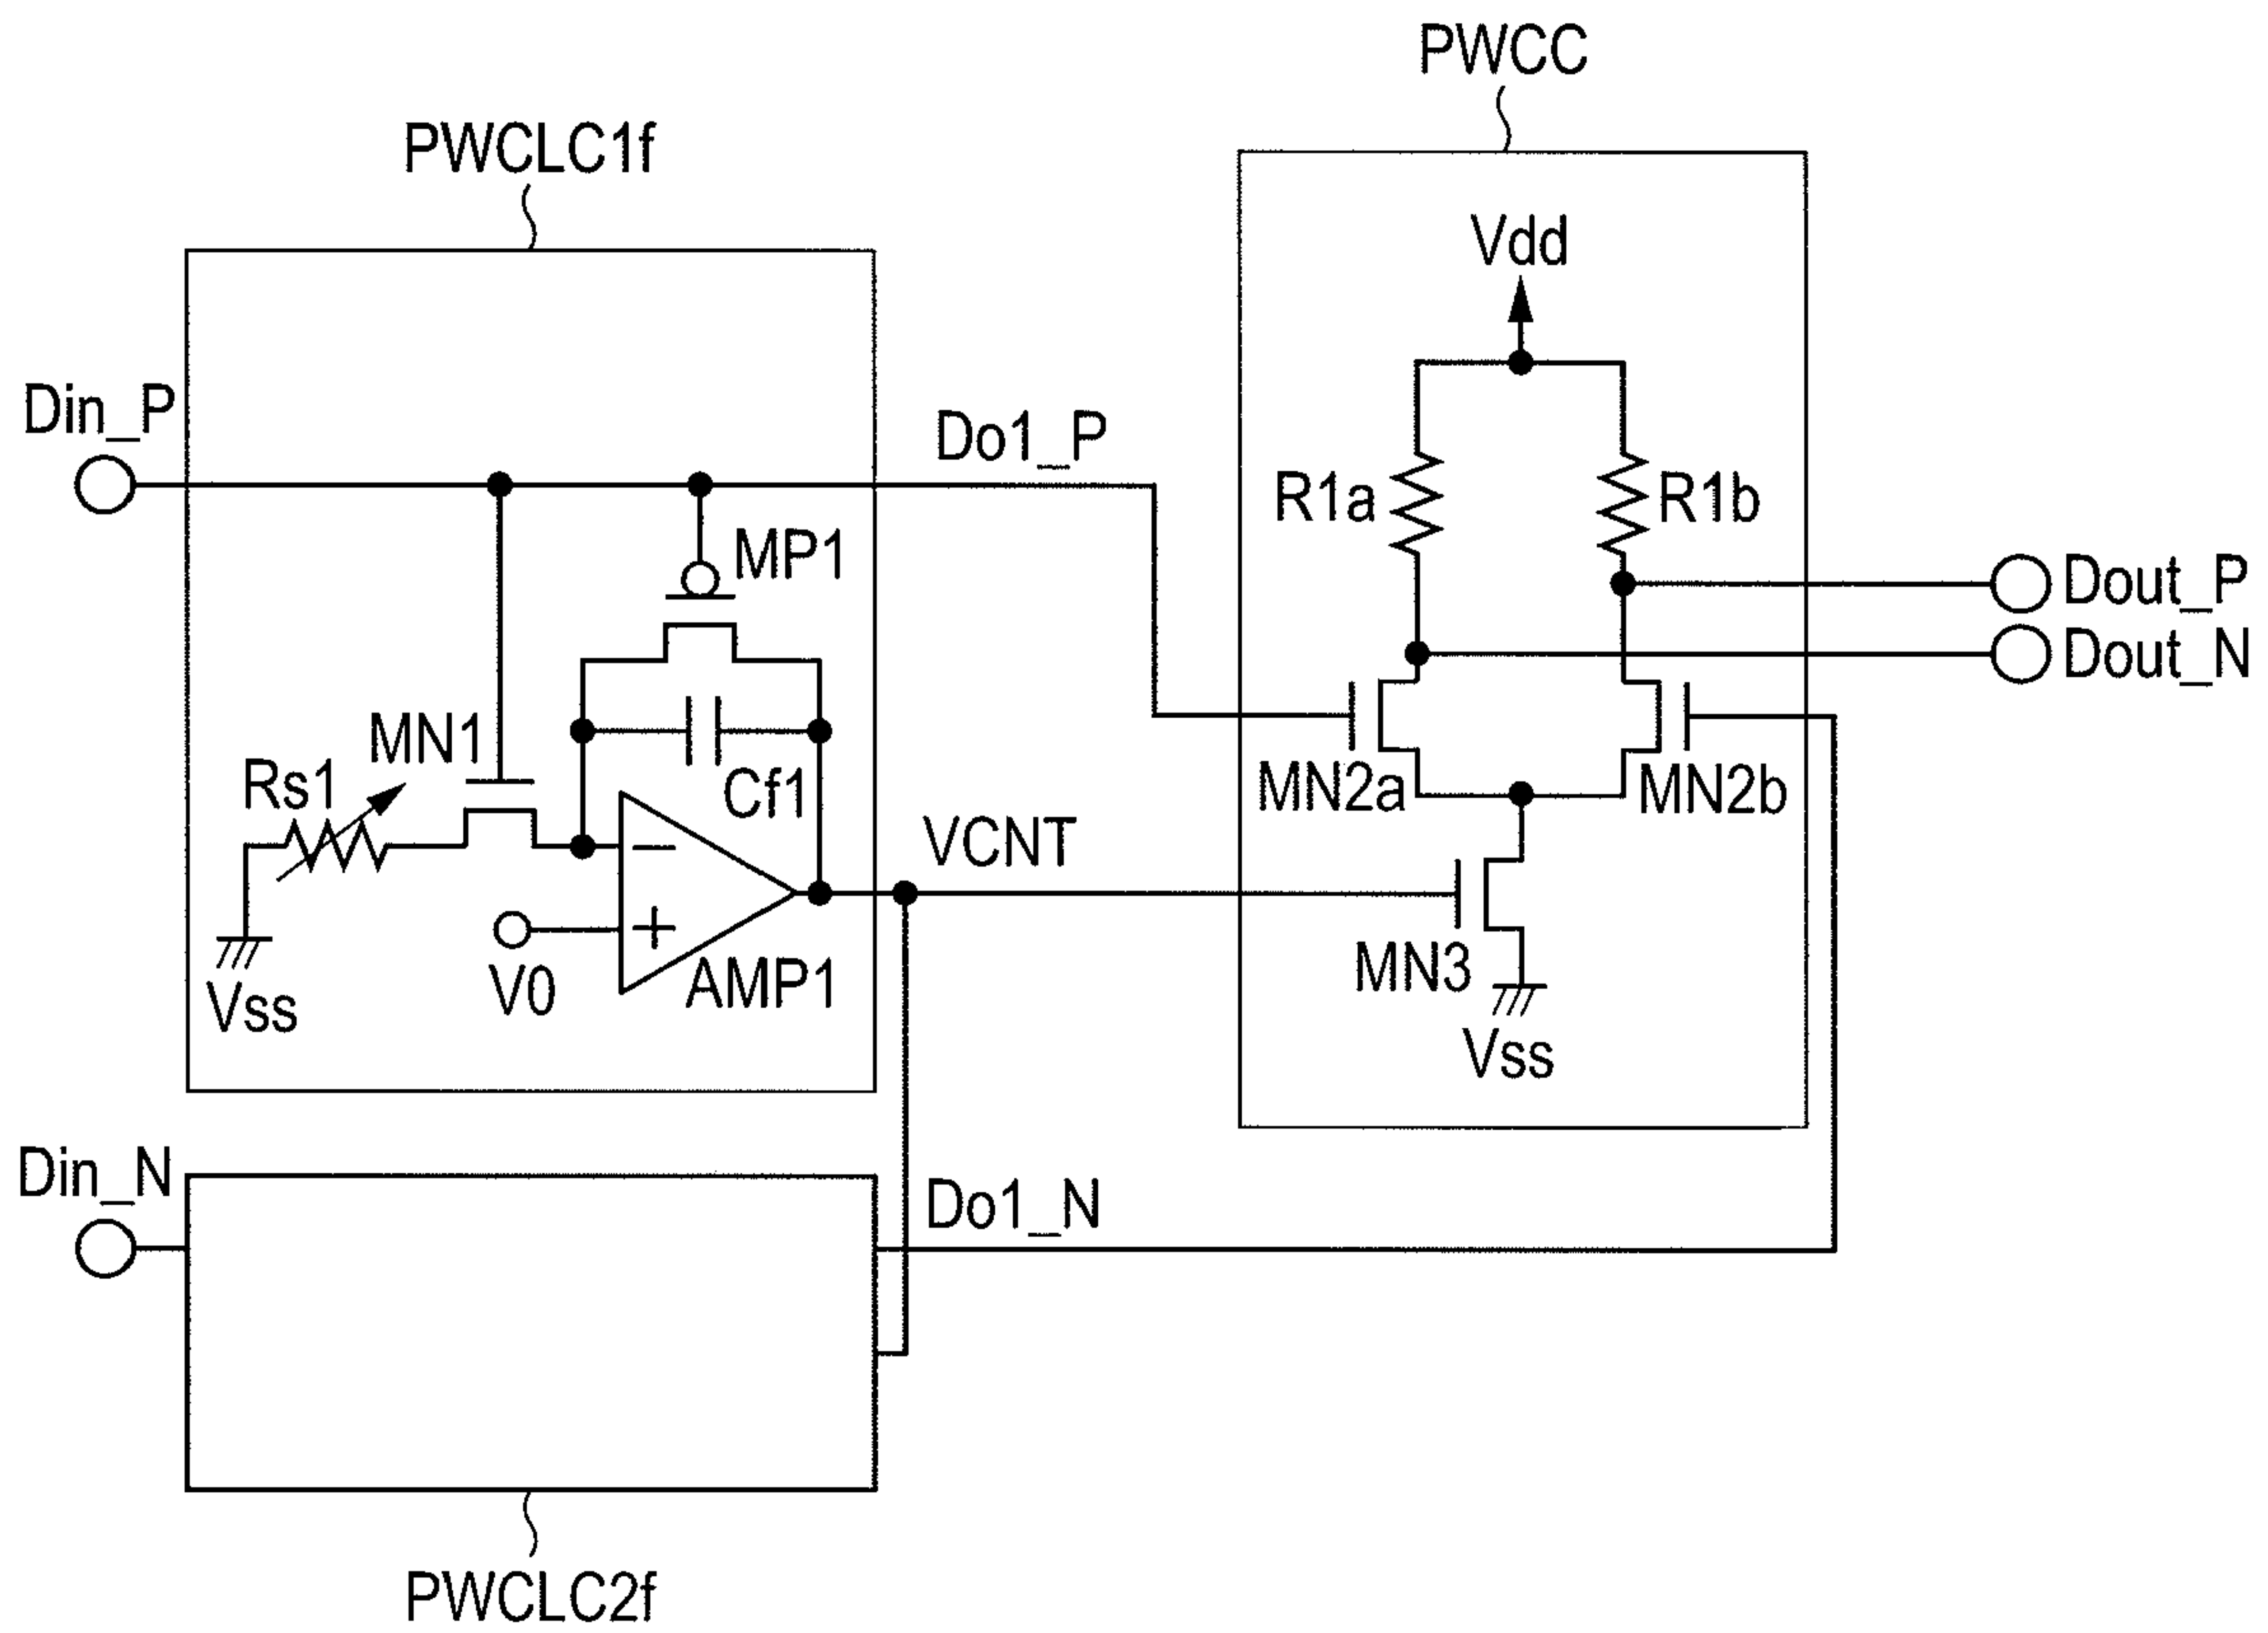 PWCC
PWCLC1f
Vdd
Din_P
Do1_P
R1a
R1b
MP1
Dout_P
Dout_N
MN1
Rs1
Cf1
MN2a
MN2b
VCNT
−
+
V0
AMP1
MN3
Vss
Vss
Din_N
Do1_N
PWCLC2f